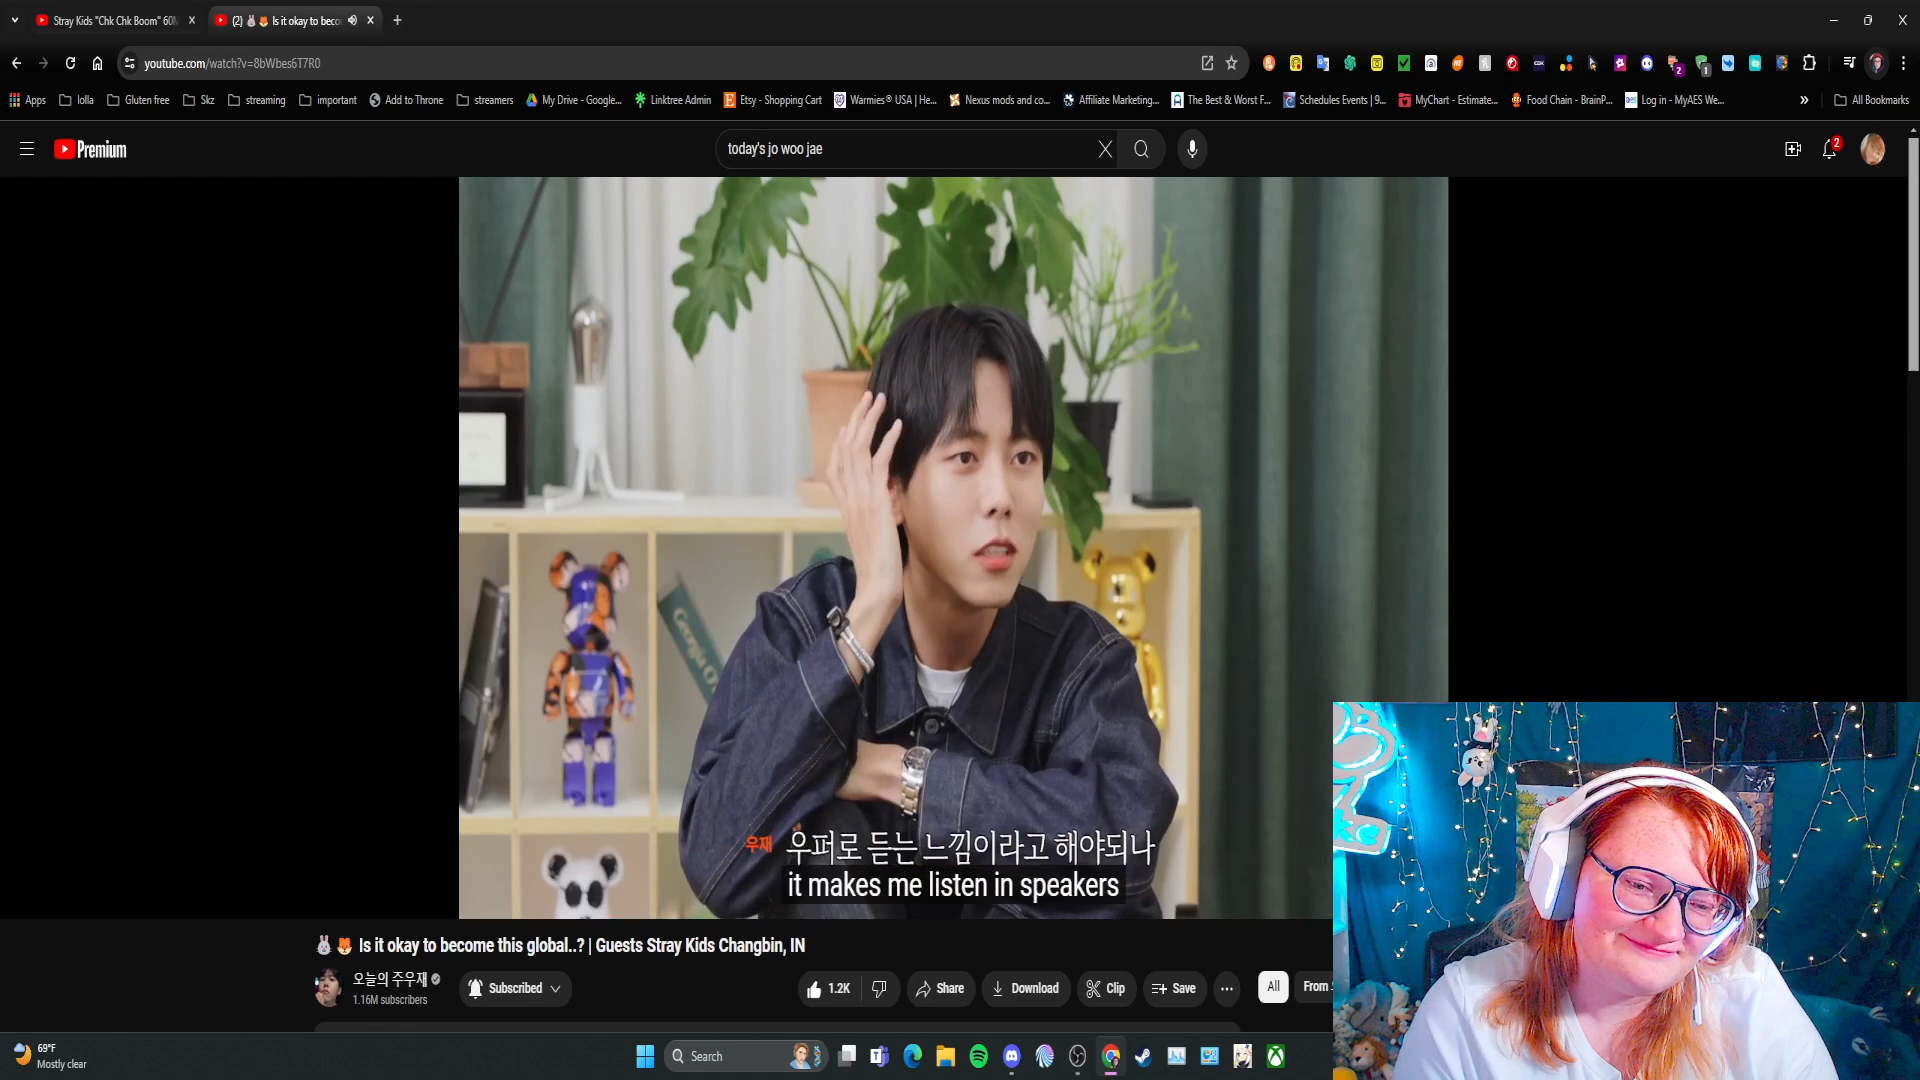 Stray Kids "Chk Chk Boom" 60
(2) 🐰🦊 Is it okay to beco
youtube.com/watch?v=8bWbes6T7R0
Apps
lolla
Gluten free
Skz
streaming
important
Add to Throne
streamers
My Drive - Google...
Linktree Admin
Etsy - Shopping Cart
Warmies® USA | He...
Nexus mods and co...
Affiliate Marketing...
The Best & Worst F...
Schedules Events | 9...
MyChart - Estimate...
Food Chain - BrainP...
Log in - MyAES We...
All Bookmarks
Premium
today's jo woo jae
2
Georgia O
우재 우퍼로 듣는 느낌이라고 해야되나
it makes me listen in speakers
🐰🦊 Is it okay to become this global..? | Guests Stray Kids Changbin, IN
오늘의 주우재
1.16M subscribers
Subscribed
1.2K
Share
Download
Clip
Save
All
From
69°F
Mostly clear
Search